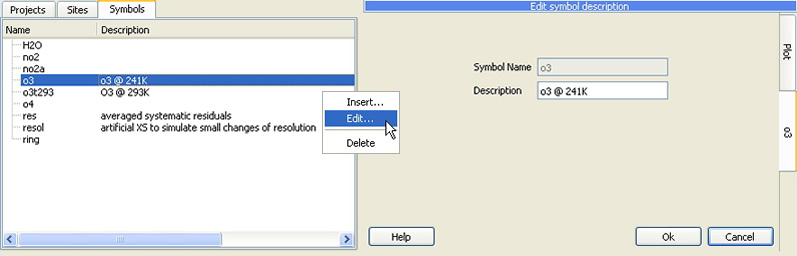 Projects Sites Symbols
Name Description
H2O
no2
no2a
o3 o3 @ 241K
o3t293 O3 @ 293K
o4
res averaged systematic residuals
resol artificial XS to simulate small changes of resolution
ring
Insert...
Edit...
Delete
Edit symbol description
Symbol Name o3
Description o3 @ 241K
Help Ok Cancel
Plot
o3